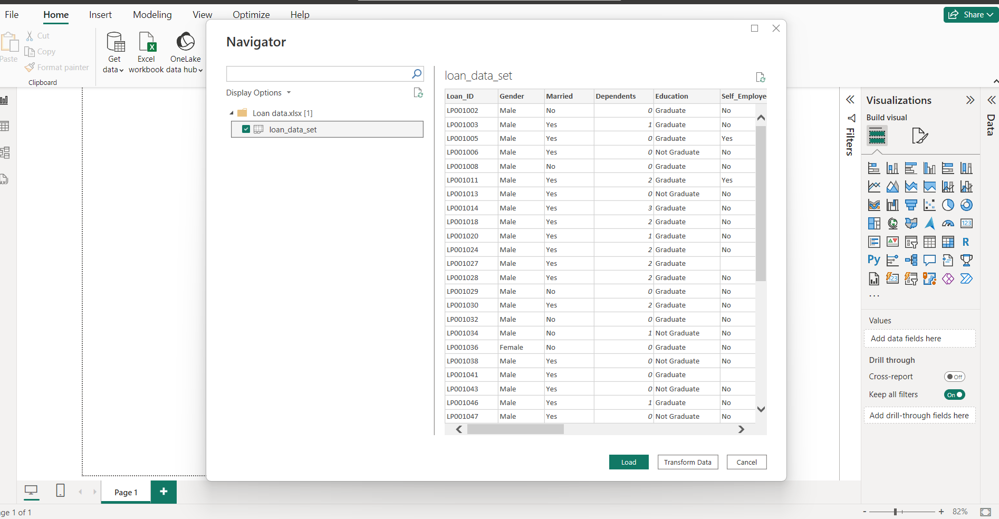 File Home Insert Modeling View Optimize Help
Share
Cut
Copy
Paste
Format painter
Clipboard
Get data
Excel workbook
OneLake data hub
Navigator
Display Options
Loan data.xlsx [1]
loan_data_set
loan_data_set
Loan_ID Gender Married Dependents Education Self_Employe
LP001002 Male No 0 Graduate No
LP001003 Male Yes 1 Graduate No
LP001005 Male Yes 0 Graduate Yes
LP001006 Male Yes 0 Not Graduate No
LP001008 Male No 0 Graduate No
LP001011 Male Yes 2 Graduate Yes
LP001013 Male Yes 0 Not Graduate No
LP001014 Male Yes 3 Graduate No
LP001018 Male Yes 2 Graduate No
LP001020 Male Yes 1 Graduate No
LP001024 Male Yes 2 Graduate No
LP001027 Male Yes 2 Graduate
LP001028 Male Yes 2 Graduate No
LP001029 Male No 0 Graduate No
LP001030 Male Yes 2 Graduate No
LP001032 Male No 0 Graduate No
LP001034 Male No 1 Not Graduate No
LP001036 Female No 0 Graduate No
LP001038 Male Yes 0 Not Graduate No
LP001041 Male Yes 0 Graduate
LP001043 Male Yes 0 Not Graduate No
LP001046 Male Yes 1 Graduate No
LP001047 Male Yes 0 Not Graduate No
Load
Transform Data
Cancel
Filters
Visualizations
Build visual
123
R
Py
123
...
Values
Add data fields here
Drill through
Cross-report Off
Keep all filters On
Add drill-through fields here
Data
Page 1
+
ge 1 of 1
- + 82%